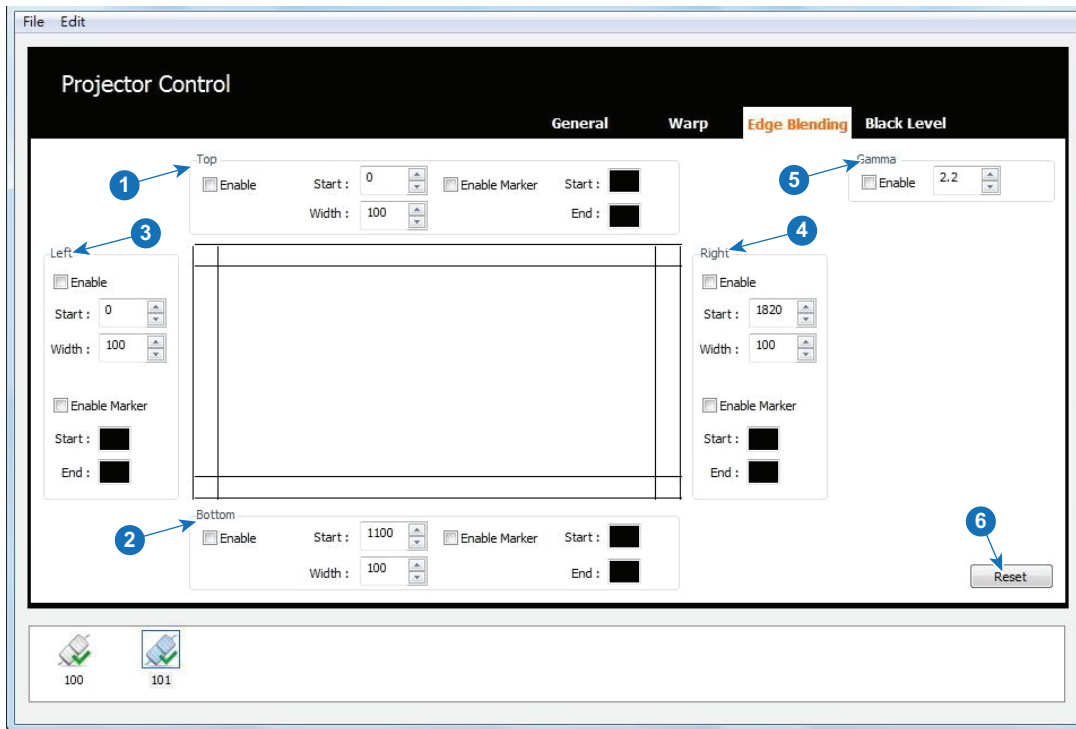 File Edit
Projector Control
General Warp Edge Blending Black Level
1
Top
Enable Start : 0 Enable Marker Start :
Width : 100 End :
5
Gamma
Enable 2.2
3
Left
Enable
Start : 0
Width : 100
Enable Marker
Start :
End :
4
Right
Enable
Start : 1820
Width : 100
Enable Marker
Start :
End :
2
Bottom
Enable Start : 1100 Enable Marker Start :
Width : 100 End :
6
Reset
100 101